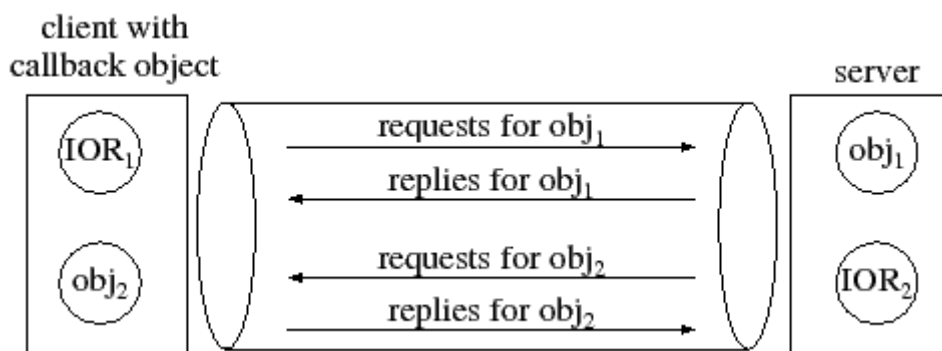 client with
callback object
server
IOR₁
requests for obj₁
obj₁
replies for obj₁
obj₂
requests for obj₂
IOR₂
replies for obj₂